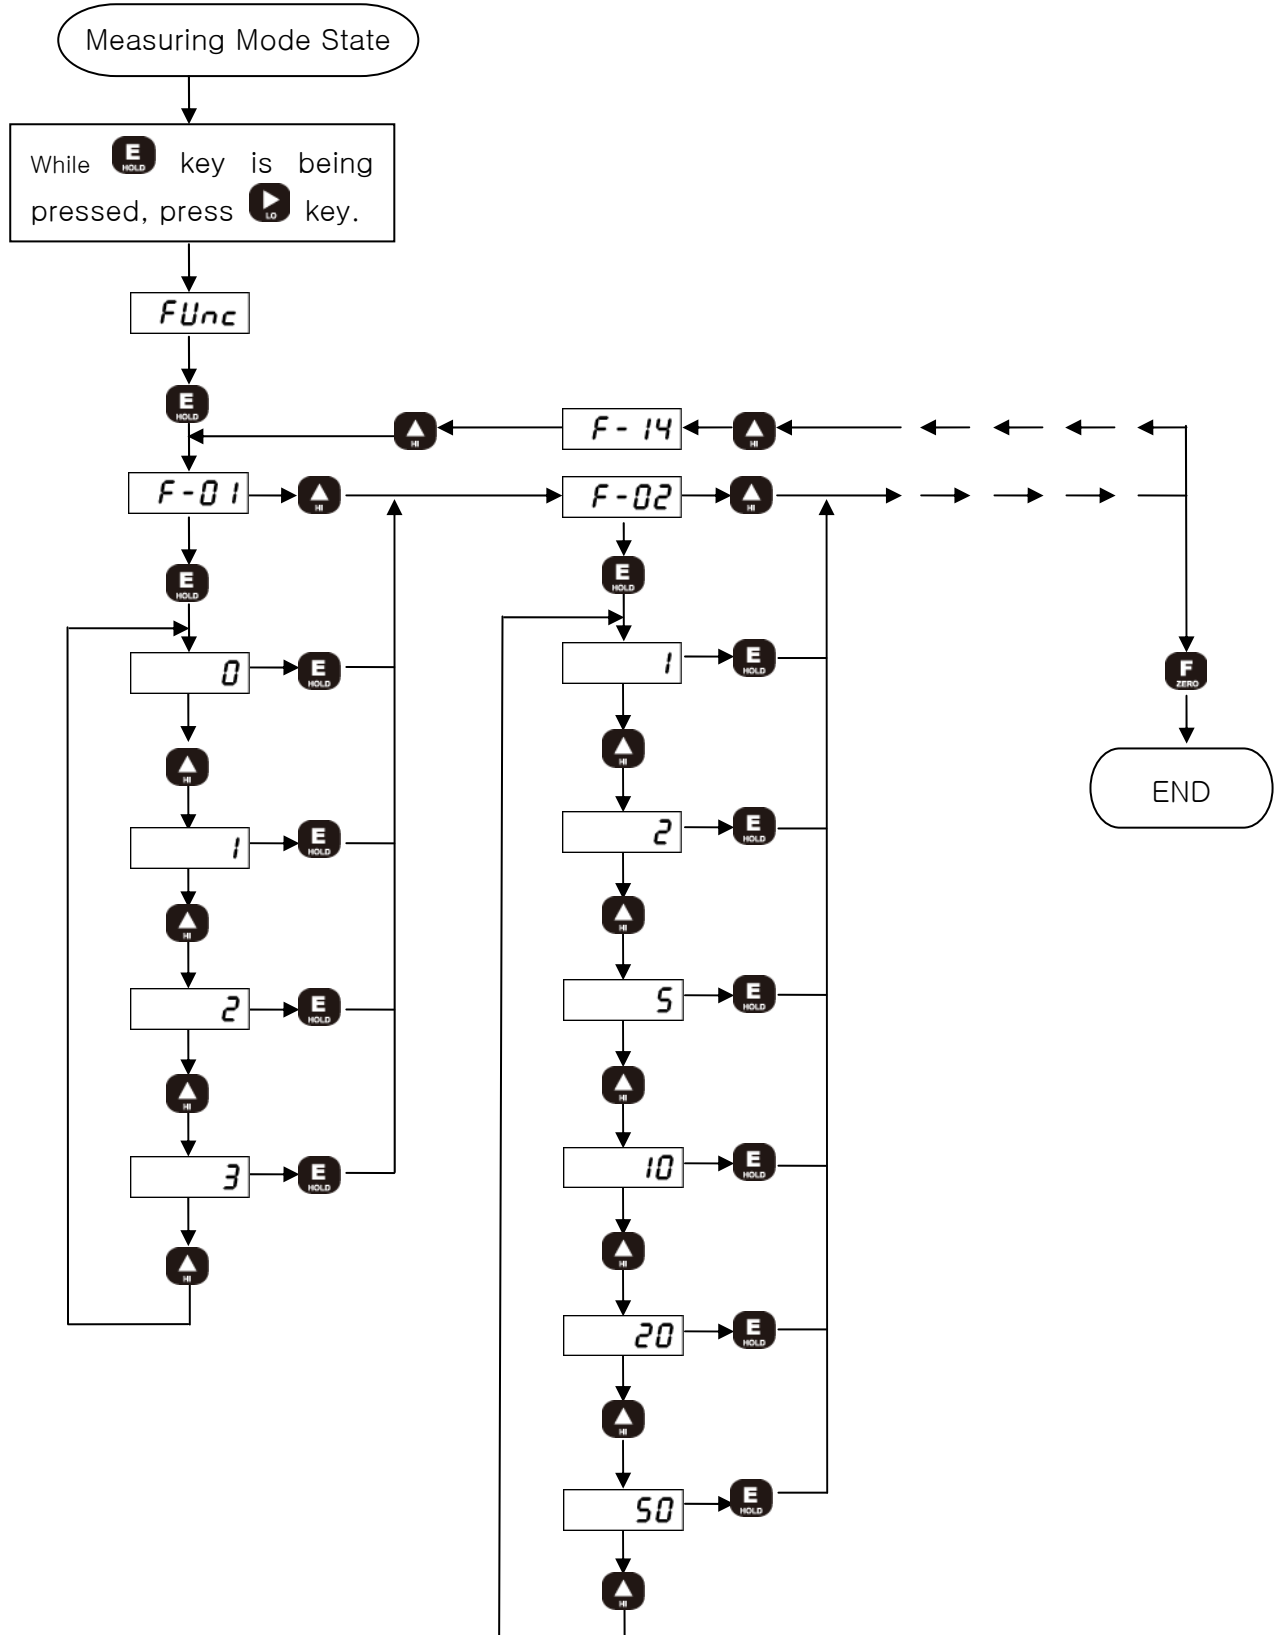 Measuring Mode State
While E HOLD key is being
pressed, press LO key.
FUnc
E
HOLD
HI
F-14
HI
F-01
HI
F-02
HI
E
HOLD
E
HOLD
0
E
HOLD
1
E
HOLD
F
ZERO
HI
HI
END
1
E
HOLD
2
E
HOLD
HI
HI
2
E
HOLD
5
E
HOLD
HI
HI
3
E
HOLD
10
E
HOLD
HI
HI
20
E
HOLD
HI
50
E
HOLD
HI